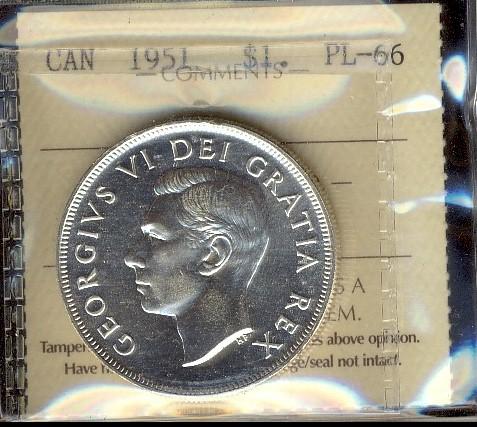 CAN 1951 $1. PL-66
COMMENTS
GEORGIVS VI DEI GRATIA REX
HP
A
EM.
Tamper above opinion.
Have /seal not intact.